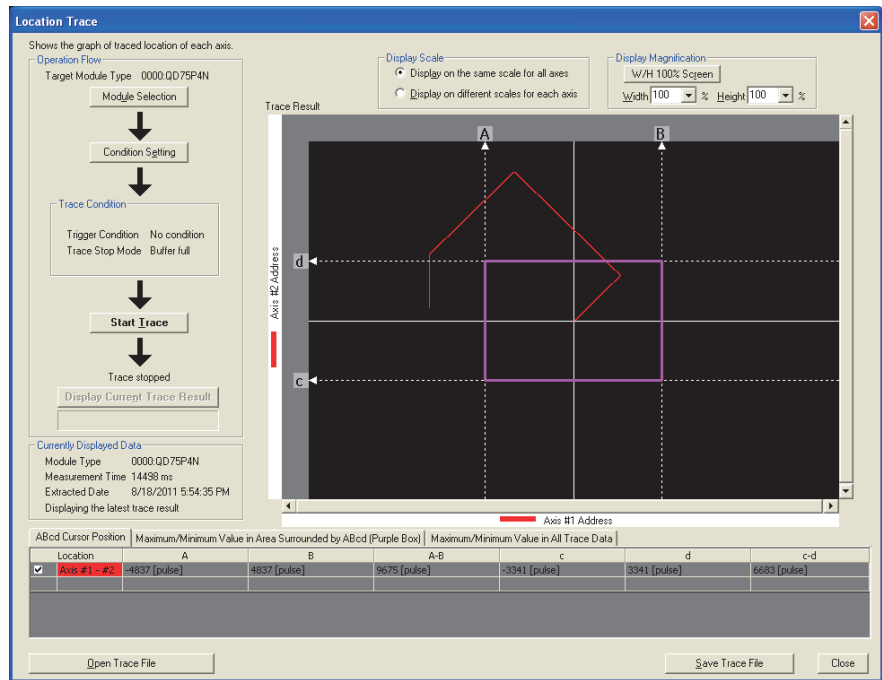 Location Trace
Shows the graph of traced location of each axis.
Operation Flow
Target Module Type 0000:QD75P4N
Module Selection
Condition Setting
Trace Condition
Trigger Condition No condition
Trace Stop Mode Buffer full
Start Trace
Trace stopped
Display Current Trace Result
Currently Displayed Data
Module Type 0000:QD75P4N
Measurement Time 14498 ms
Extracted Date 8/18/2011 5:54:35 PM
Displaying the latest trace result
Display Scale
Display on the same scale for all axes
Display on different scales for each axis
Display Magnification
W/H 100% Screen
Width 100 % Height 100 %
Trace Result
A B
d
c
Axis #2 Address
Axis #1 Address
ABcd Cursor Position Maximum/Minimum Value in Area Surrounded by ABcd (Purple Box) Maximum/Minimum Value in All Trace Data
Location A B A-B c d c-d
Axis #1 - #2 -4837 [pulse] 4837 [pulse] 9675 [pulse] -3341 [pulse] 3341 [pulse] 6683 [pulse]
Open Trace File Save Trace File Close